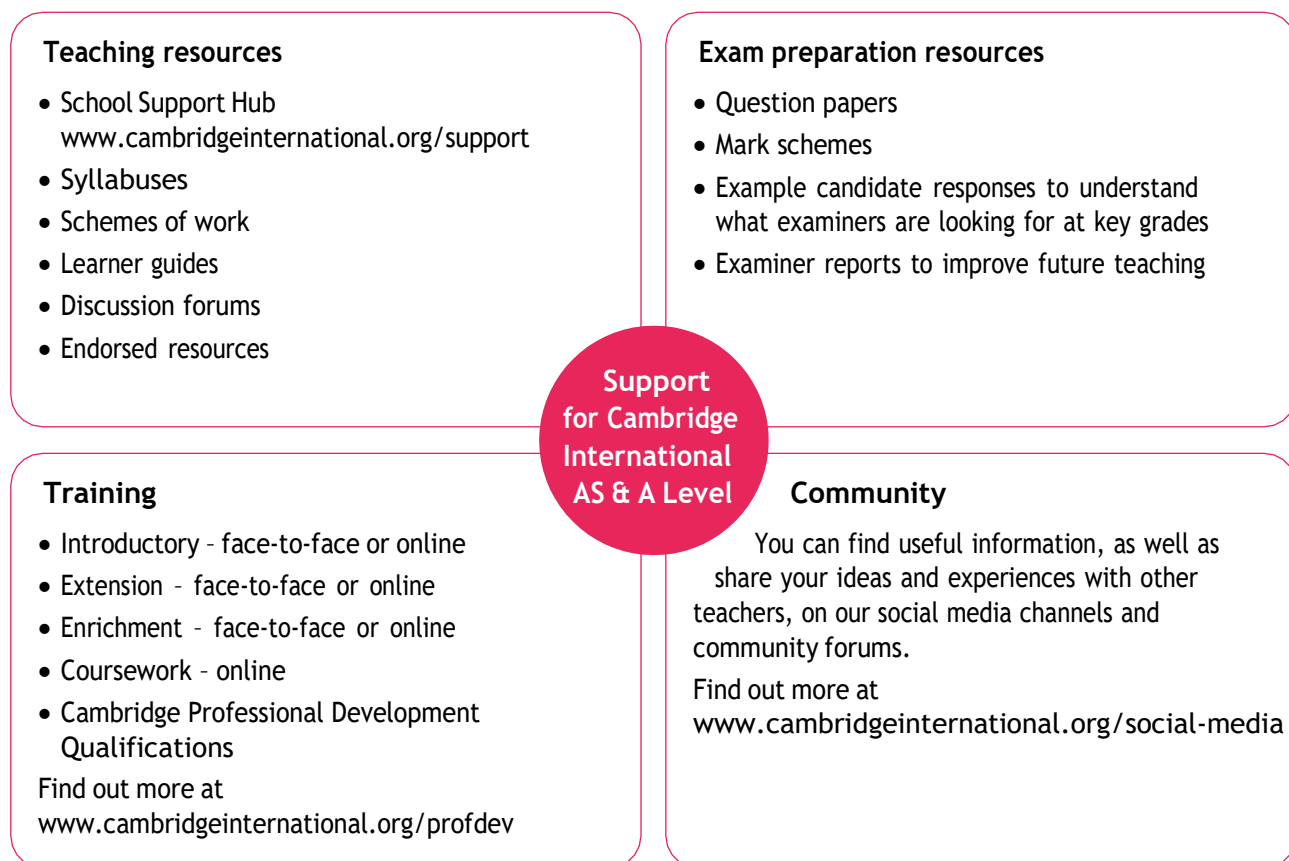 Teaching resources
• School Support Hub
www.cambridgeinternational.org/support
• Syllabuses
• Schemes of work
• Learner guides
• Discussion forums
• Endorsed resources
Exam preparation resources
• Question papers
• Mark schemes
• Example candidate responses to understand
what examiners are looking for at key grades
• Examiner reports to improve future teaching
Support
for Cambridge
International
AS & A Level
Training
• Introductory – face-to-face or online
• Extension – face-to-face or online
• Enrichment – face-to-face or online
• Coursework – online
• Cambridge Professional Development
Qualifications
Find out more at
www.cambridgeinternational.org/profdev
Community
You can find useful information, as well as
share your ideas and experiences with other
teachers, on our social media channels and
community forums.
Find out more at
www.cambridgeinternational.org/social-media